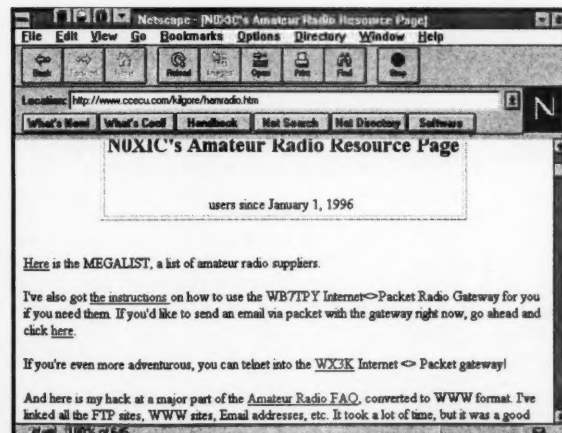 Netscape - [N0XIC's Amateur Radio Resource Page]
File Edit View Go Bookmarks Options Directory Window Help
Back Forward Home Reload Images Open Print Find Stop
Location: http://www.ccecu.com/kilgore/hamradio.htm
N
What's New! What's Cool! Handbook Net Search Net Directory Software
N0XIC's Amateur Radio Resource Page
users since January 1, 1996
Here is the MEGALIST, a list of amateur radio suppliers.
I've also got the instructions on how to use the WB7TPY Internet<>Packet Radio Gateway for you
if you need them. If you'd like to send an email via packet with the gateway right now, go ahead and
click here.
If you're even more adventurous, you can telnet into the WX3K Internet <> Packet gateway!
And here is my hack at a major part of the Amateur Radio FAQ, converted to WWW format. I've
linked all the FTP sites, WWW sites, Email addresses, etc. It took a lot of time, but it was a good